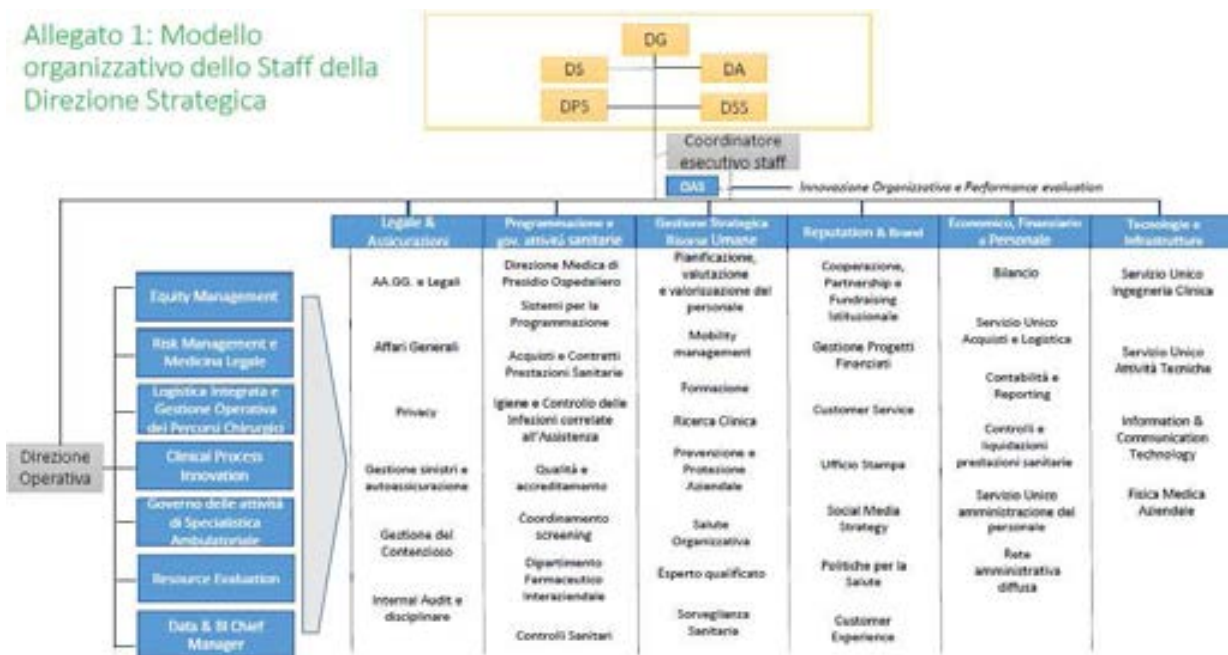 Allegato 1: Modello
organizzativo dello Staff della
Direzione Strategica
DG
DS
DA
DPS
DSS
Coordinatore
esecutivo staff
OAS
Innovazione Organizzativa e Performance evaluation
Direzione
Operativa
Equity Management
Risk Management e
Medicina Legale
Logistica Integrata e
Gestione Operativa
dei Percorsi Chirurgici
Clinical Process
Innovation
Governo delle attività
di Specialistica
Ambulatoriale
Resource Evaluation
Data & BI Chief
Manager
Legale &
Assicurazioni
AA.GG. e Legali
Affari Generali
Privacy
Gestione sinistri e
autoassicurazione
Gestione del
Contenzioso
Internal Audit e
disciplinare
Programmazione e
gov. attività sanitarie
Direzione Medica di
Presidio Ospedaliero
Sistemi per la
Programmazione
Acquisti e Contratti
Prestazioni Sanitarie
Igiene e Controllo delle
Infezioni correlate
all'Assistenza
Qualità e
accreditamento
Coordinamento
screening
Dipartimento
Farmaceutico
Interaziendale
Controlli Sanitari
Gestione Strategica
Risorse Umane
Pianificazione,
valutazione
e valorizzazione del
personale
Mobility
management
Formazione
Ricerca Clinica
Prevenzione e
Protezione
Aziendale
Salute
Organizzativa
Esperto qualificato
Sorveglianza
Sanitaria
Reputation & Brand
Cooperazione,
Partnership e
Fundraising
Istituzionale
Gestione Progetti
Finanziati
Customer Service
Ufficio Stampa
Social Media
Strategy
Politiche per la
Salute
Customer
Experience
Economico, Finanziario
e Personale
Bilancio
Servizio Unico
Acquisti e Logistica
Contabilità e
Reporting
Controlli e
liquidazioni
prestazioni sanitarie
Servizio Unico
amministrazione del
personale
Rete
amministrativa
diffusa
Tecnologie e
Infrastrutture
Servizio Unico
Ingegneria Clinica
Servizio Unico
Attività Tecniche
Information &
Communication
Technology
Fisica Medica
Aziendale